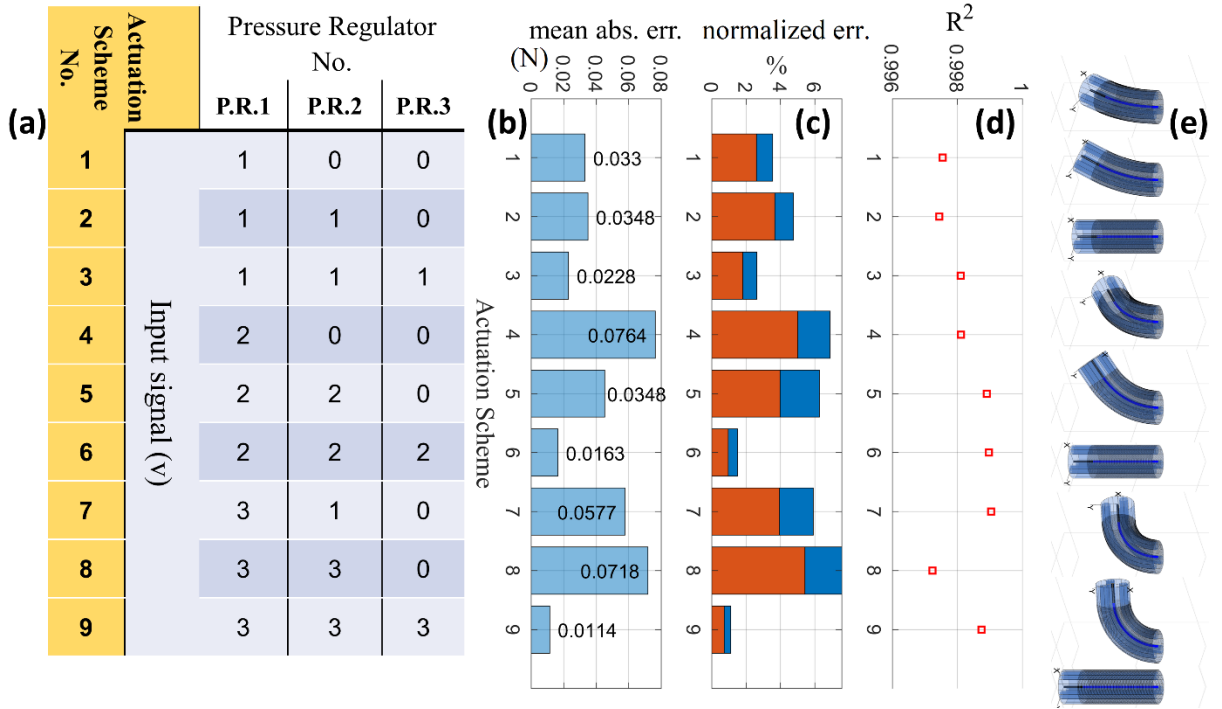 (a)
Actuation
Scheme
No.
Pressure Regulator
No.
P.R.1 P.R.2 P.R.3
Input signal (v)
1 1 0 0
2 1 1 0
3 1 1 1
4 2 0 0
5 2 2 0
6 2 2 2
7 3 1 0
8 3 3 0
9 3 3 3
mean abs. err.
(N)
0.02 0.04 0.06 0.08
0
(b)
Actuation Scheme
1 0.033
2 0.0348
3 0.0228
4 0.0764
5 0.0348
6 0.0163
7 0.0577
8 0.0718
9 0.0114
normalized err.
%
0 2 4 6
(c)
1
2
3
4
5
6
7
8
9
R²
0.996 0.998 1
(d)
1
2
3
4
5
6
7
8
9
(e)
X
Y
X
Y
X
Y
X
Y
X
Y
X
Y
X
Y
X
Y
X
Y